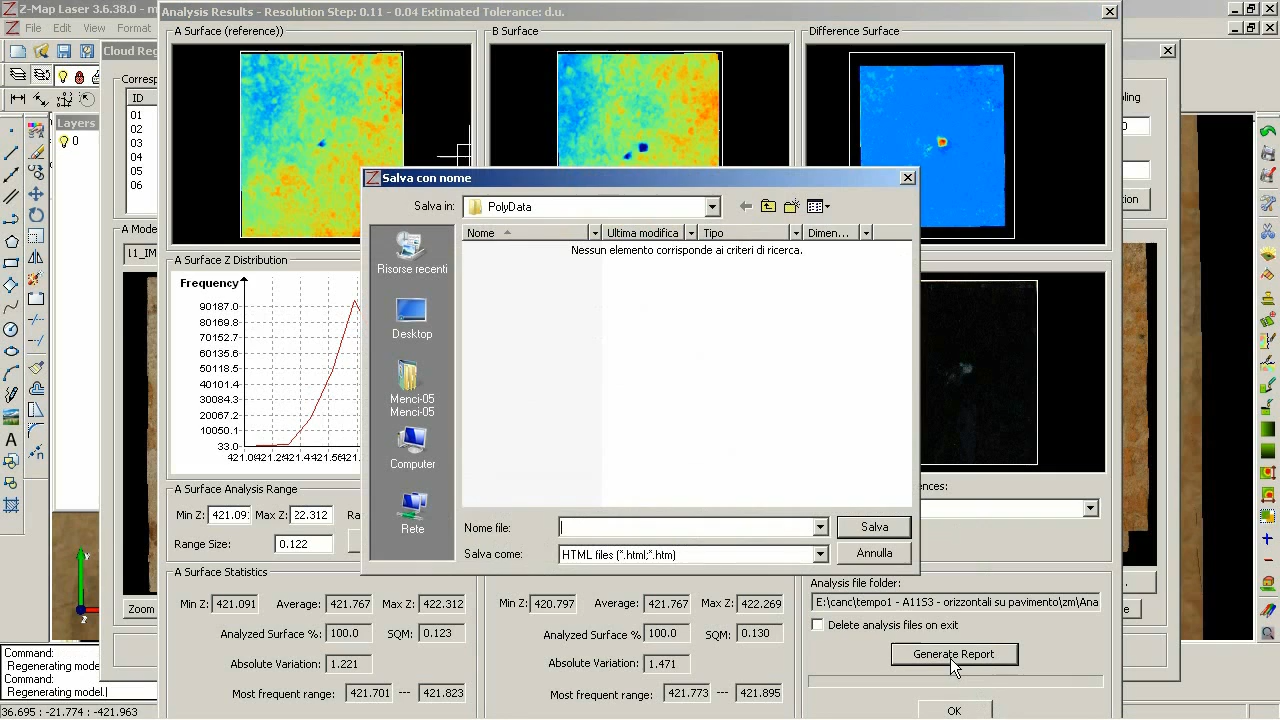 Z-Map Laser 3.6.38.0 - m
File Edit View Format
Analysis Results - Resolution Step: 0.11 - 0.04 Extimated Tolerance: d.u.
A Surface (reference))
B Surface
Difference Surface
Cloud Reg
Corresp
ID
01
02
03
04
05
06
Layers
0
Salva con nome
Salva in: PolyData
Nome Ultima modifica Tipo Dimen...
Nessun elemento corrisponde ai criteri di ricerca.
Risorse recenti
Desktop
Menci-05
Menci-05
Computer
Rete
Nome file:
Salva
Salva come: HTML files (*.html;*.htm)
Annulla
A Mode
A Surface Z Distribution
Frequency
90187.0
80169.8
70152.7
60135.6
50118.5
40101.4
30084.3
20067.2
10050.1
33.0
A Surface Analysis Range
Min Z: 421.09 Max Z: 22.312
Range Size: 0.122
ences:
A Surface Statistics
Min Z: 421.091 Average: 421.767 Max Z: 422.312
Analyzed Surface %: 100.0 SQM: 0.123
Absolute Variation: 1.221
Most frequent range: 421.701 --- 421.823
Min Z: 420.797 Average: 421.767 Max Z: 422.269
Analyzed Surface % 100.0 SQM: 0.130
Absolute Variation: 1.471
Most frequent range: 421.773 --- 421.895
Analysis file folder:
E:\canc\tempo1 - A1153 - orizzontali su pavimento\zm\Ana
Delete analysis files on exit
Generate Report
OK
Zoom
Command:
Regenerating mode
Command:
Regenerating model.
36.695 ; -21.774 ; -421.963